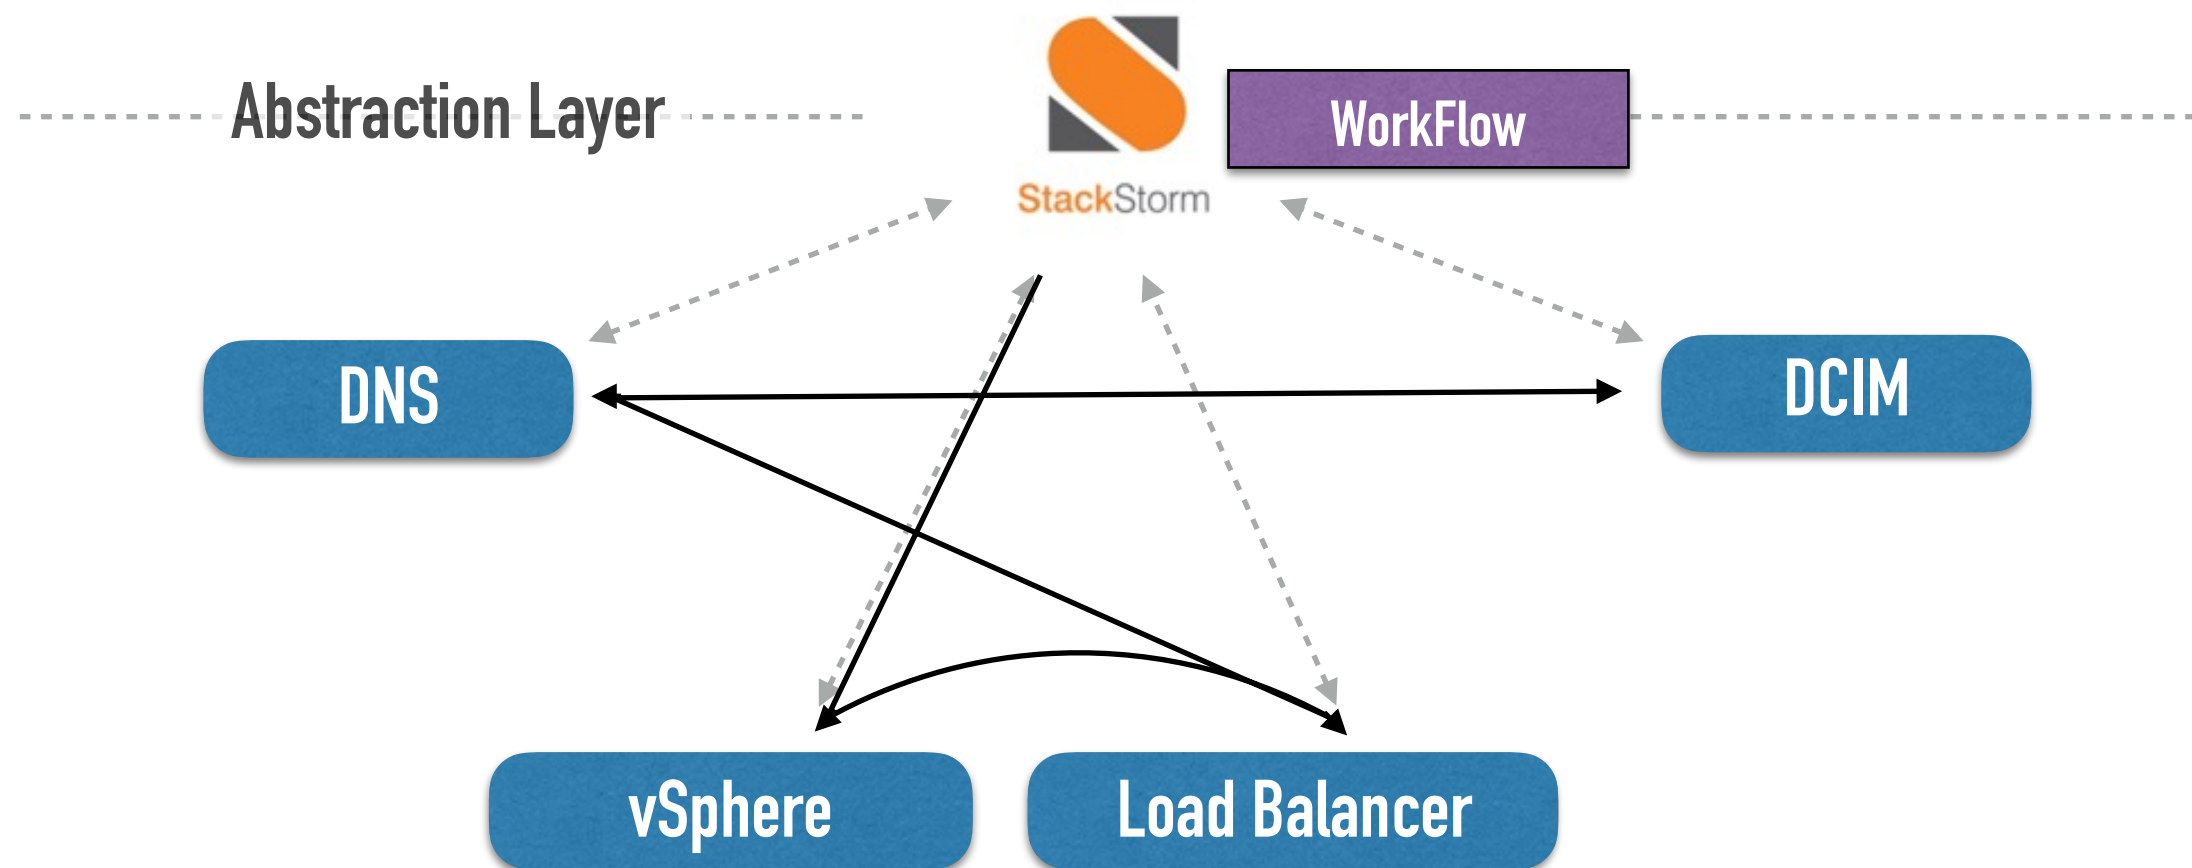 Abstraction Layer
WorkFlow
StackStorm
DNS
DCIM
vSphere
Load Balancer